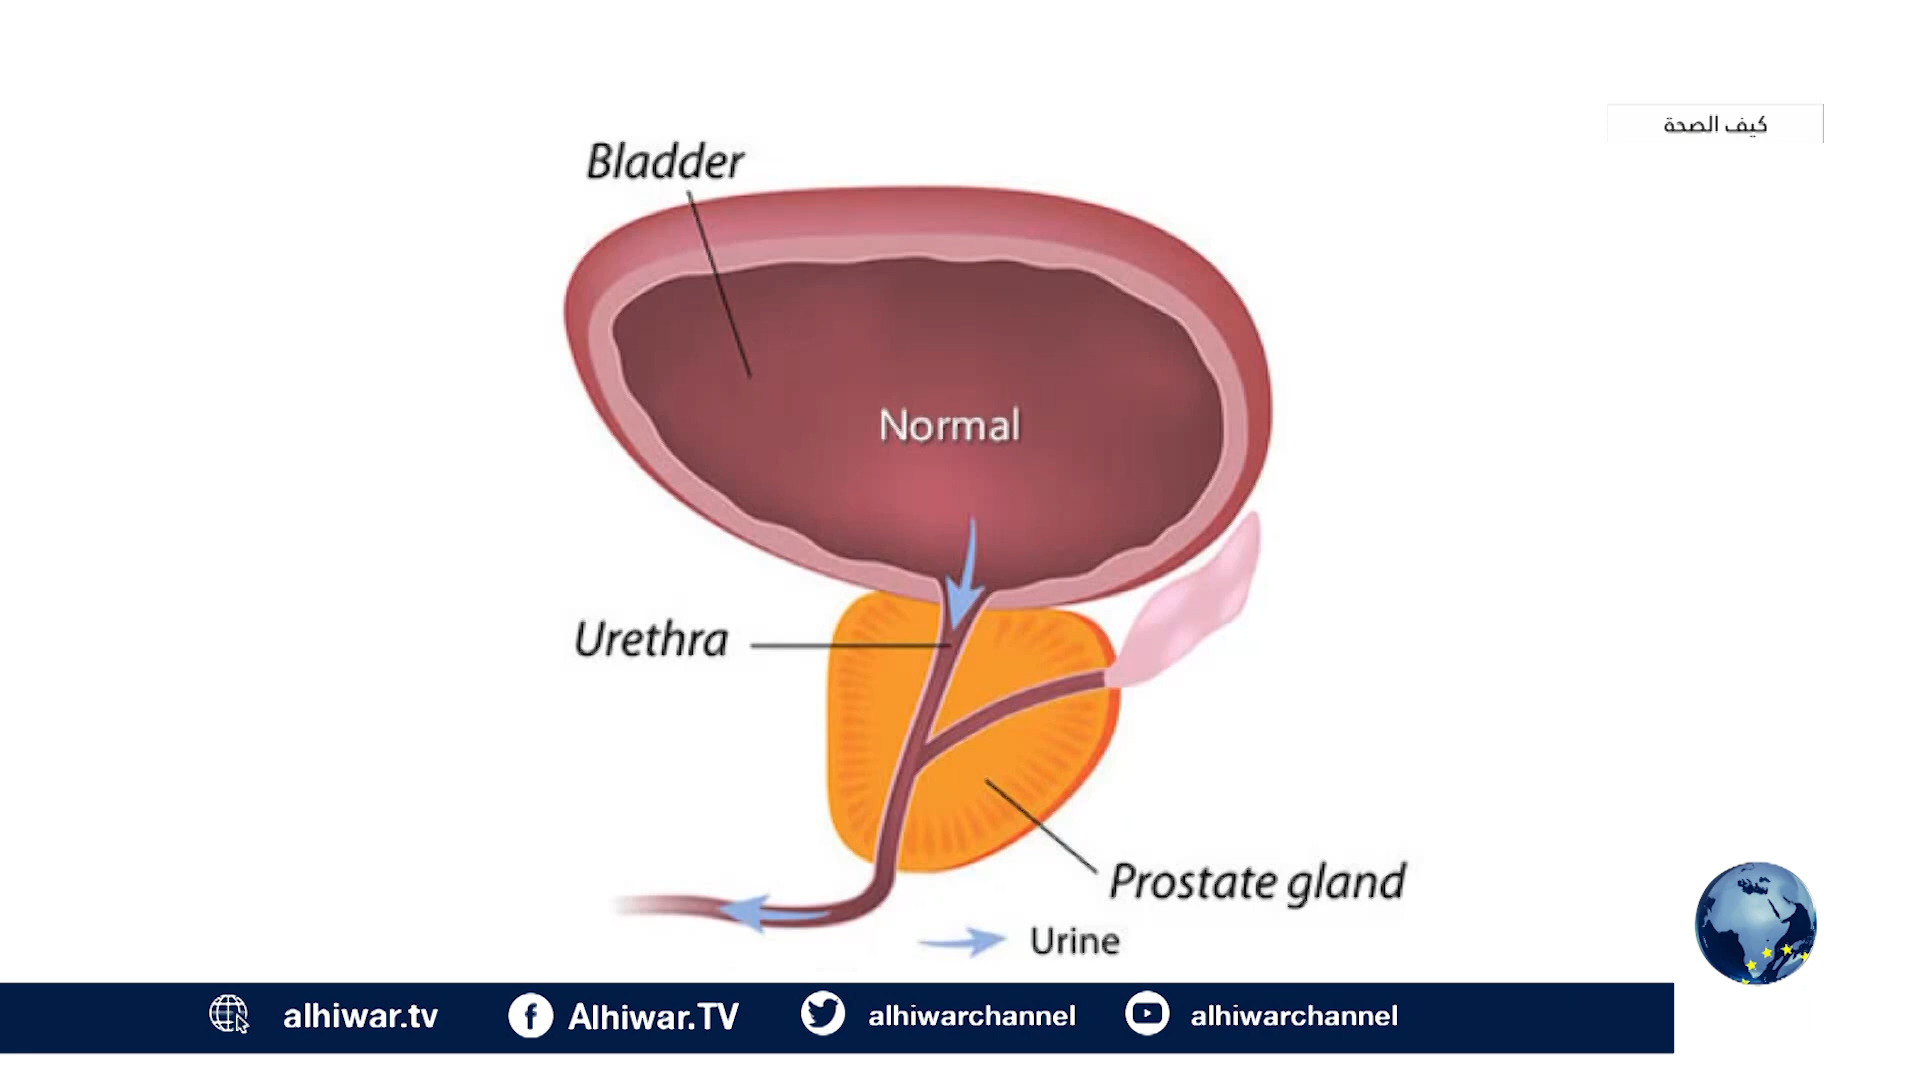 كيف الصحة
Bladder
Normal
Urethra
Prostate gland
Urine
alhiwar.tv
Alhiwar.TV
alhiwarchannel
alhiwarchannel